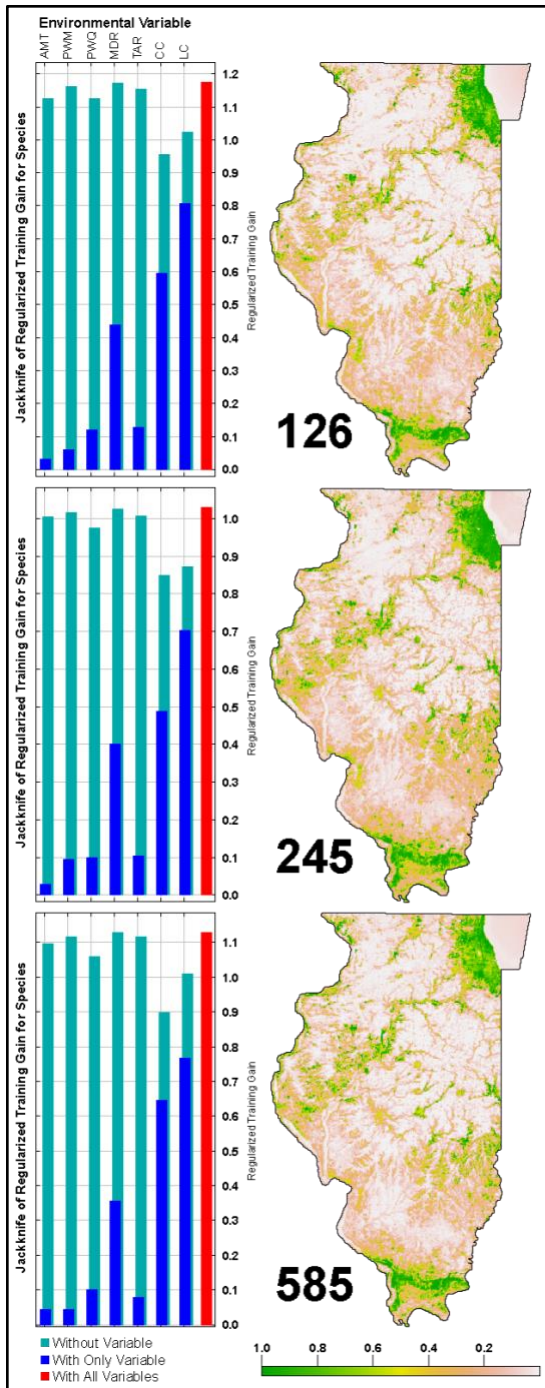 Environmental Variable
AMT
PWM
PWQ
MDR
TAR
CC
LC
Jackknife of Regularized Training Gain for Species
1.2
1.1
1.0
0.9
0.8
0.7
0.6
0.5
0.4
0.3
0.2
0.1
0.0
Regularized Training Gain
126
Jackknife of Regularized Training Gain for Species
1.0
0.9
0.8
0.7
0.6
0.5
0.4
0.3
0.2
0.1
0.0
Regularized Training Gain
245
Jackknife of Regularized Training Gain for Species
1.1
1.0
0.9
0.8
0.7
0.6
0.5
0.4
0.3
0.2
0.1
0.0
Regularized Training Gain
585
Without Variable
With Only Variable
With All Variables
1.0 0.8 0.6 0.4 0.2